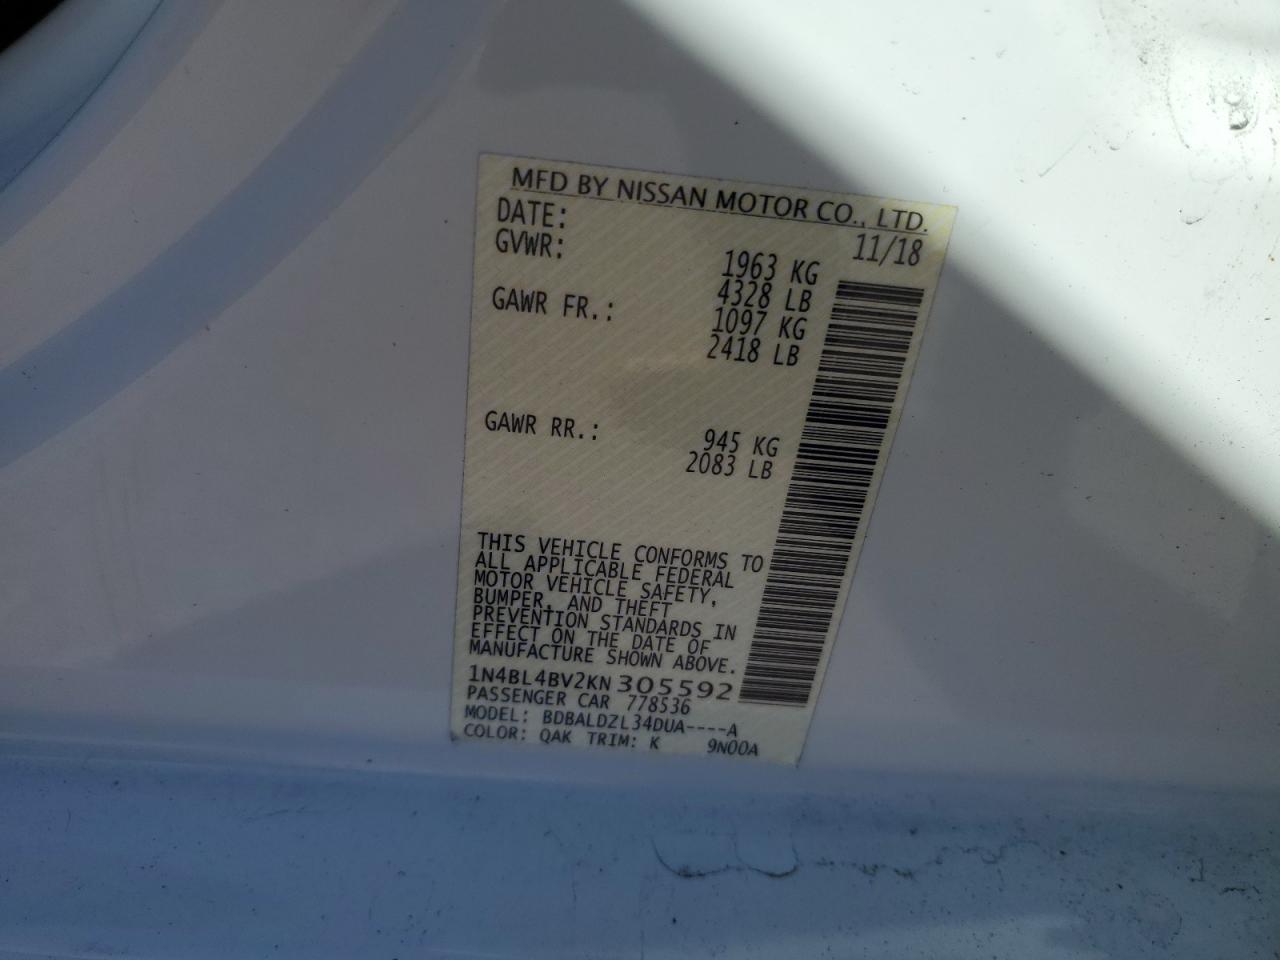 MFD BY NISSAN MOTOR CO., LTD.
DATE: 11/18
GVWR: 1963 KG
4328 LB
GAWR FR.: 1097 KG
2418 LB
GAWR RR.: 945 KG
2083 LB
THIS VEHICLE CONFORMS TO
ALL APPLICABLE FEDERAL
MOTOR VEHICLE SAFETY,
BUMPER, AND THEFT
PREVENTION STANDARDS IN
EFFECT ON THE DATE OF
MANUFACTURE SHOWN ABOVE.
1N4BL4BV2KN305592
PASSENGER CAR 778536
MODEL: BDBALDZL34DUA----A
COLOR: QAK TRIM: K 9N00A